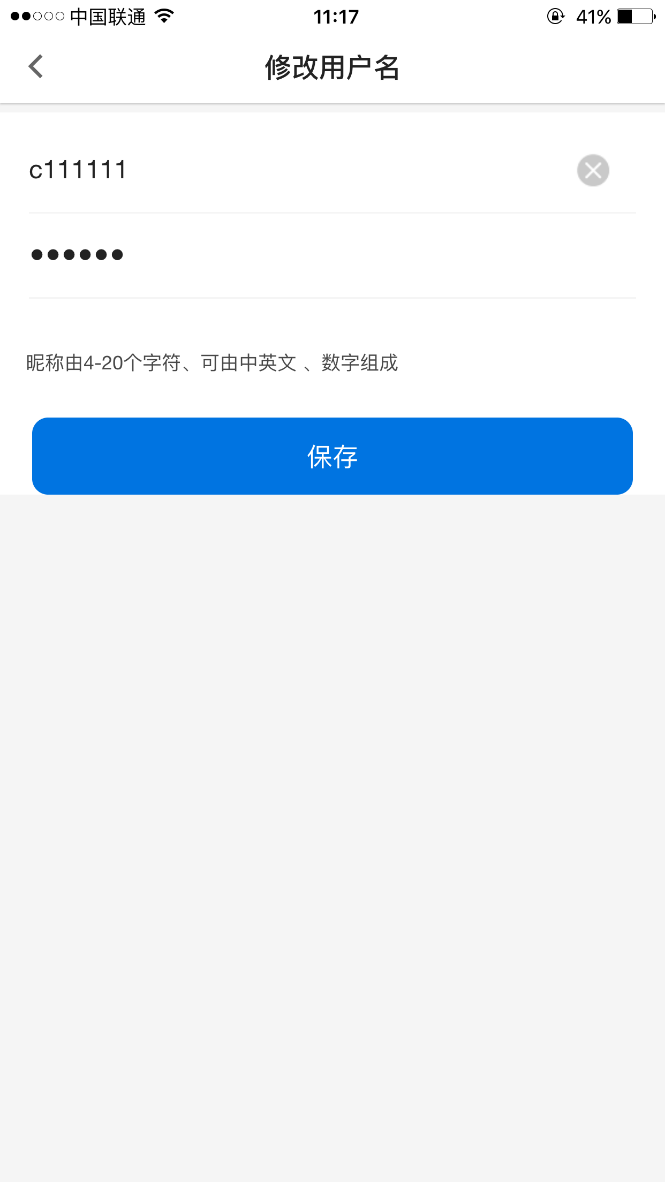 中国联通 11:17 41%
修改用户名
c111111
••••••
昵称由4-20个字符、可由中英文 、数字组成
保存